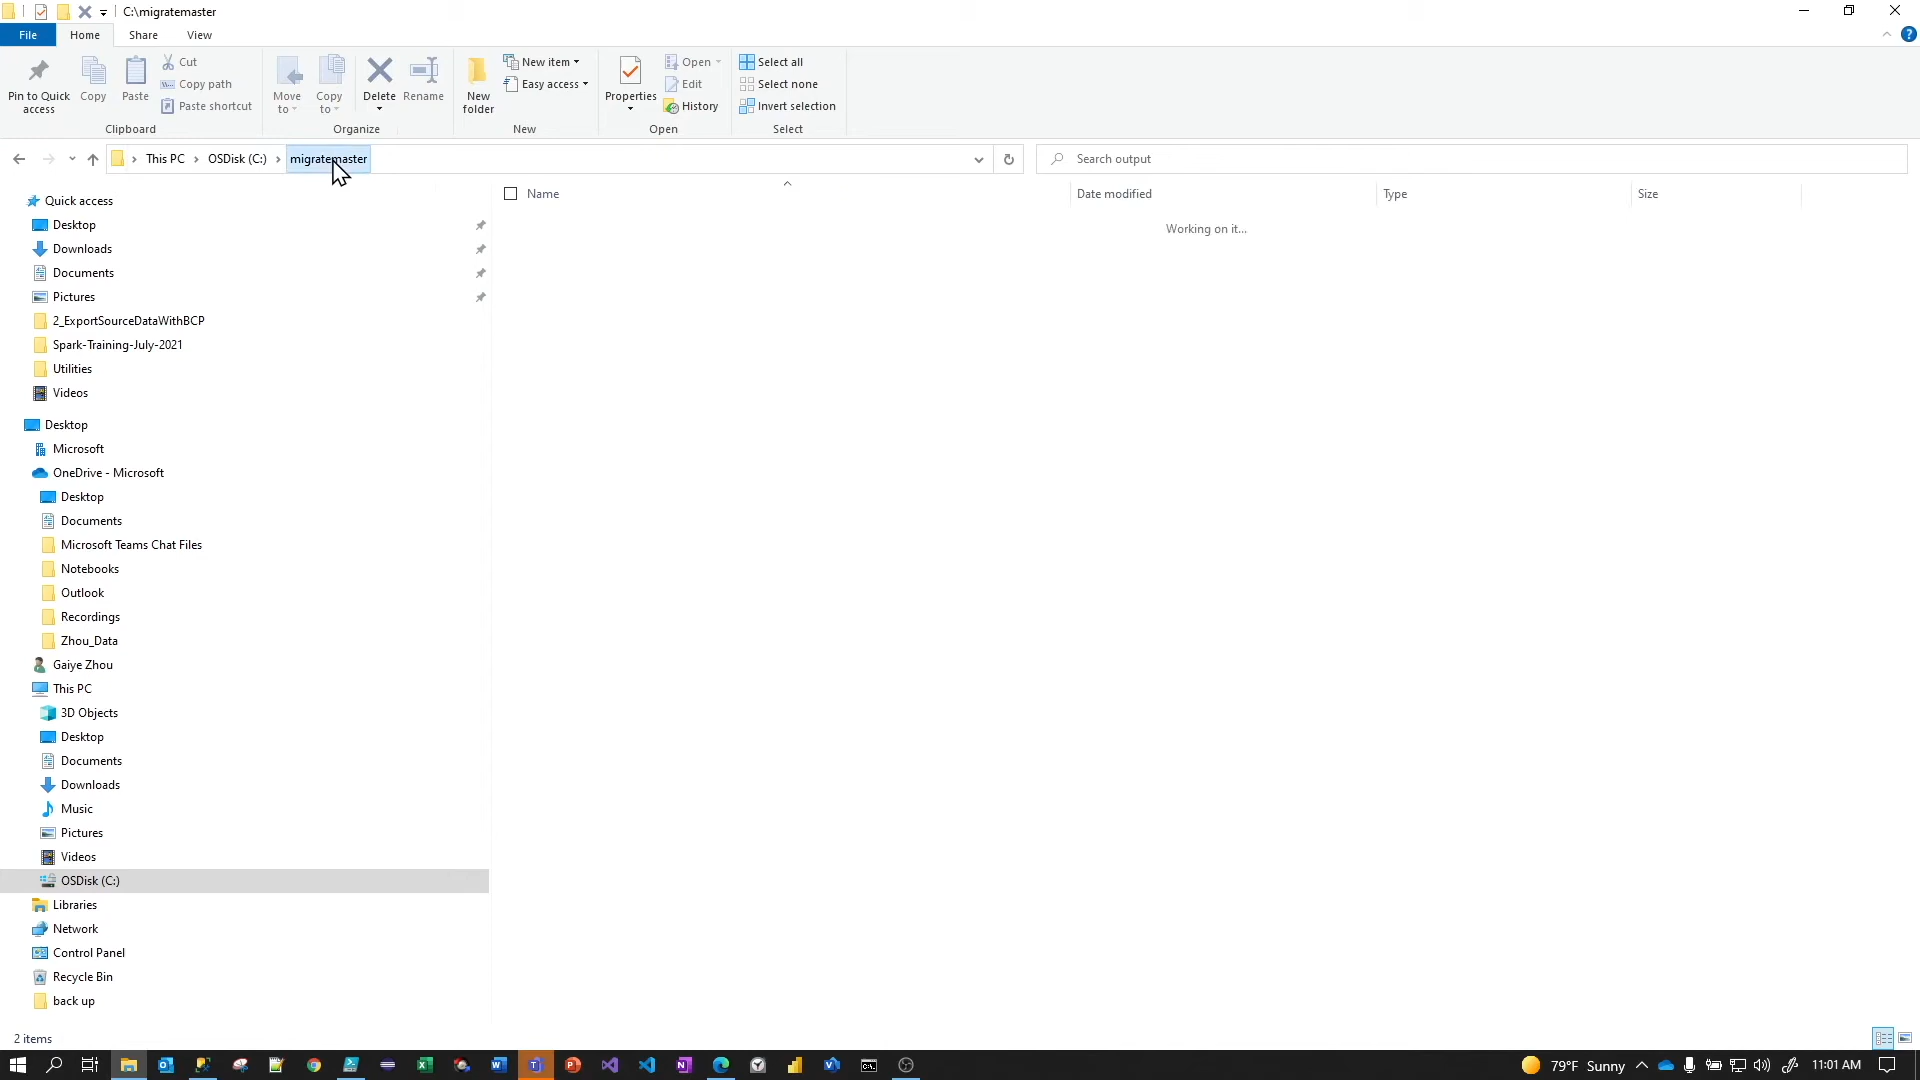 C:\migratemaster
File
Home
Share
View
Pin to Quick
access
Copy
Paste
Cut
Copy path
Paste shortcut
Clipboard
Move
to
Copy
to
Delete
Rename
Organize
New
folder
New item
Easy access
New
Properties
Open
Edit
History
Open
Select all
Select none
Invert selection
Select
This PC
OSDisk (C:)
migratemaster
Search output
Name
Date modified
Type
Size
Working on it...
Quick access
Desktop
Downloads
Documents
Pictures
2_ExportSourceDataWithBCP
Spark-Training-July-2021
Utilities
Videos
Desktop
Microsoft
OneDrive - Microsoft
Desktop
Documents
Microsoft Teams Chat Files
Notebooks
Outlook
Recordings
Zhou_Data
Gaiye Zhou
This PC
3D Objects
Desktop
Documents
Downloads
Music
Pictures
Videos
OSDisk (C:)
Libraries
Network
Control Panel
Recycle Bin
back up
2 items
79°F Sunny
11:01 AM